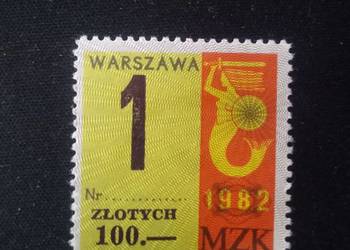 WARSZAWA
1
Nr..................
1982
ZŁOTYCH
100.—
MZK